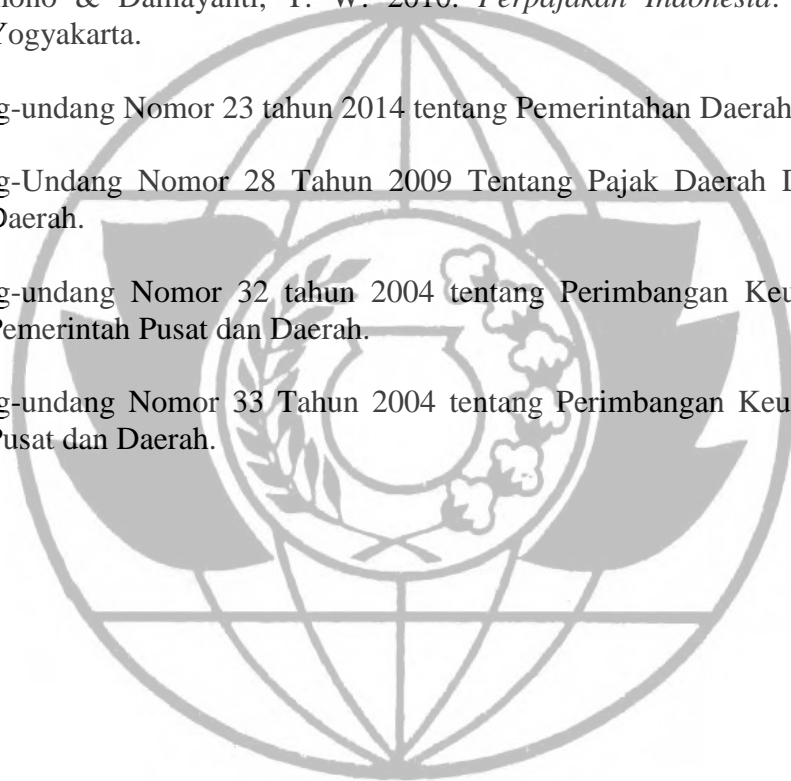 nono & Damayanti, T. W. 2010. Perpajakan Indonesia.
Yogyakarta.
g-undang Nomor 23 tahun 2014 tentang Pemerintahan Daerah
g-Undang Nomor 28 Tahun 2009 Tentang Pajak Daerah D
Daerah.
g-undang Nomor 32 tahun 2004 tentang Perimbangan Keu
Pemerintah Pusat dan Daerah.
g-undang Nomor 33 Tahun 2004 tentang Perimbangan Keu
Pusat dan Daerah.